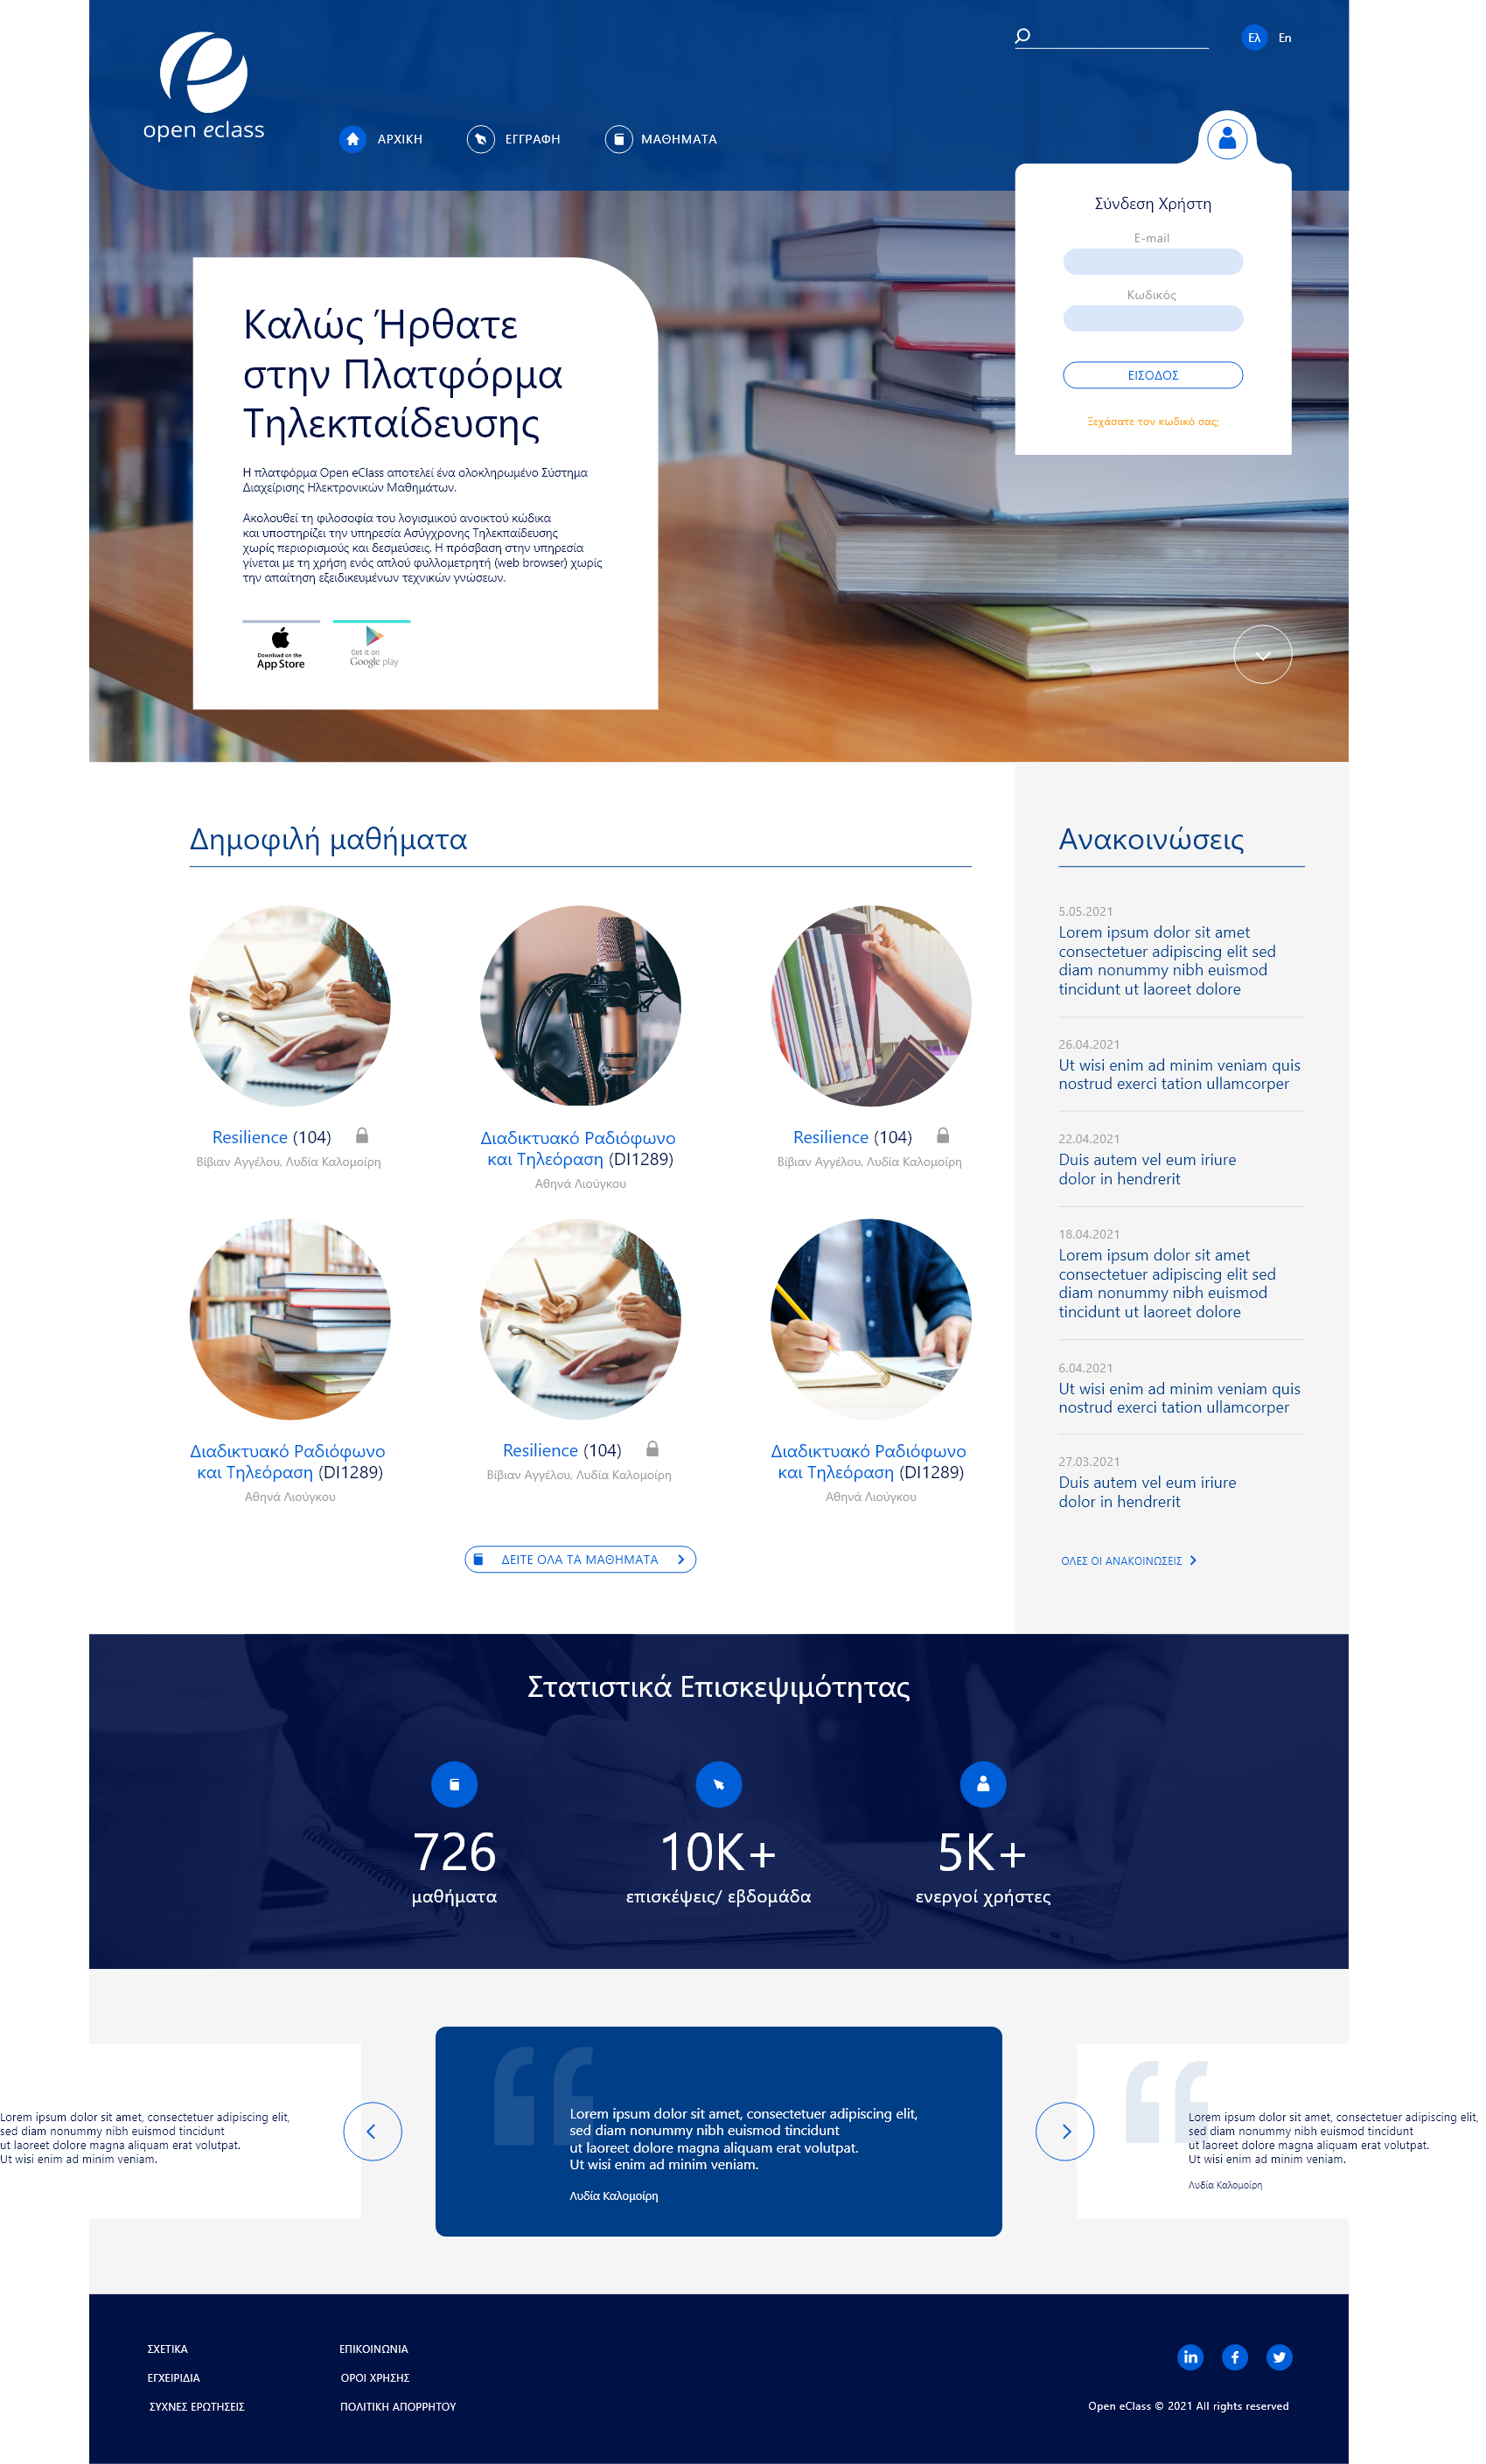 open eclass
Ελ En
ΑΡΧΙΚΗ
ΕΓΓΡΑΦΗ
ΜΑΘΗΜΑΤΑ
Σύνδεση Χρήστη
E-mail
Κωδικός
ΕΙΣΟΔΟΣ
Ξεχάσατε τον κωδικό σας;
Καλώς Ήρθατε
στην Πλατφόρμα
Τηλεκπαίδευσης
Η πλατφόρμα Open eClass αποτελεί ένα ολοκληρωμένο Σύστημα
Διαχείρισης Ηλεκτρονικών Μαθημάτων.
Ακολουθεί τη φιλοσοφία του λογισμικού ανοικτού κώδικα
και υποστηρίζει την υπηρεσία Ασύγχρονης Τηλεκπαίδευσης
χωρίς περιορισμούς και δεσμεύσεις. Η πρόσβαση στην υπηρεσία
γίνεται με τη χρήση ενός απλού φυλλομετρητή (web browser) χωρίς
την απαίτηση εξειδικευμένων τεχνικών γνώσεων.
Download on the
App Store
Get it on
Google play
Δημοφιλή μαθήματα
Resilience (104)
Βίβιαν Αγγέλου, Λυδία Καλομοίρη
Διαδικτυακό Ραδιόφωνο
και Τηλεόραση (DI1289)
Αθηνά Λιούγκου
Resilience (104)
Βίβιαν Αγγέλου, Λυδία Καλομοίρη
Διαδικτυακό Ραδιόφωνο
και Τηλεόραση (DI1289)
Αθηνά Λιούγκου
Resilience (104)
Βίβιαν Αγγέλου, Λυδία Καλομοίρη
Διαδικτυακό Ραδιόφωνο
και Τηλεόραση (DI1289)
Αθηνά Λιούγκου
ΔΕΙΤΕ ΟΛΑ ΤΑ ΜΑΘΗΜΑΤΑ
Ανακοινώσεις
5.05.2021
Lorem ipsum dolor sit amet
consectetuer adipiscing elit sed
diam nonummy nibh euismod
tincidunt ut laoreet dolore
26.04.2021
Ut wisi enim ad minim veniam quis
nostrud exerci tation ullamcorper
22.04.2021
Duis autem vel eum iriure
dolor in hendrerit
18.04.2021
Lorem ipsum dolor sit amet
consectetuer adipiscing elit sed
diam nonummy nibh euismod
tincidunt ut laoreet dolore
6.04.2021
Ut wisi enim ad minim veniam quis
nostrud exerci tation ullamcorper
27.03.2021
Duis autem vel eum iriure
dolor in hendrerit
ΟΛΕΣ ΟΙ ΑΝΑΚΟΙΝΩΣΕΙΣ
Στατιστικά Επισκεψιμότητας
726
μαθήματα
10K+
επισκέψεις/ εβδομάδα
5K+
ενεργοί χρήστες
Lorem ipsum dolor sit amet, consectetuer adipiscing elit,
sed diam nonummy nibh euismod tincidunt
ut laoreet dolore magna aliquam erat volutpat.
Ut wisi enim ad minim veniam.
“
Lorem ipsum dolor sit amet, consectetuer adipiscing elit,
sed diam nonummy nibh euismod tincidunt
ut laoreet dolore magna aliquam erat volutpat.
Ut wisi enim ad minim veniam.
Λυδία Καλομοίρη
“
Lorem ipsum dolor sit amet, consectetuer adipiscing elit,
sed diam nonummy nibh euismod tincidunt
ut laoreet dolore magna aliquam erat volutpat.
Ut wisi enim ad minim veniam.
Λυδία Καλομοίρη
ΣΧΕΤΙΚΑ
ΕΓΧΕΙΡΙΔΙΑ
ΣΥΧΝΕΣ ΕΡΩΤΗΣΕΙΣ
ΕΠΙΚΟΙΝΩΝΙΑ
ΟΡΟΙ ΧΡΗΣΗΣ
ΠΟΛΙΤΙΚΗ ΑΠΟΡΡΗΤΟΥ
Open eClass © 2021 All rights reserved